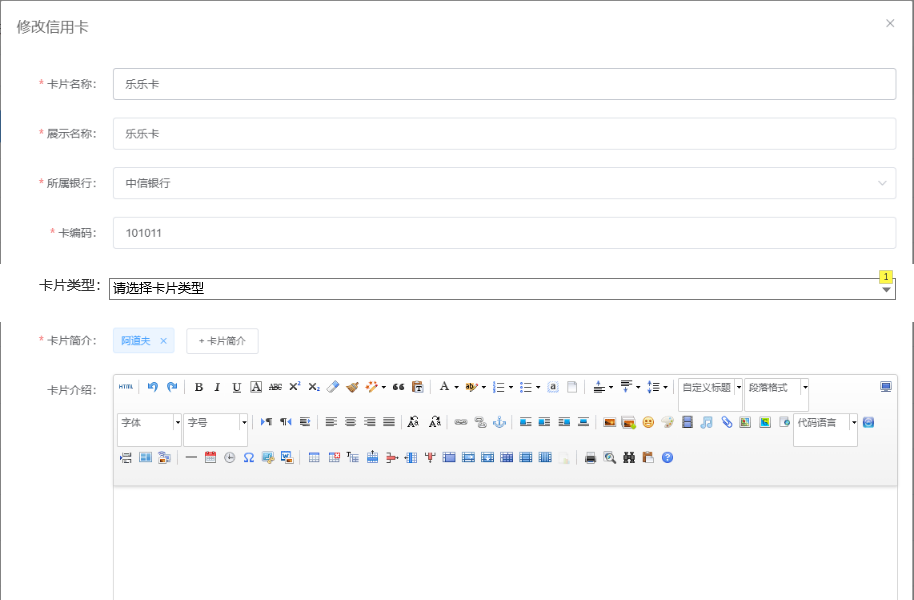 修改信用卡
* 卡片名称： 乐乐卡
* 展示名称： 乐乐卡
* 所属银行： 中信银行
* 卡编码： 101011
1
卡片类型： 请选择卡片类型
* 卡片简介： 阿道夫 × + 卡片简介
卡片介绍： HTML B I U A ABC X² X₂ A ab a 自定义标题 段落格式
字体 字号 代码语言